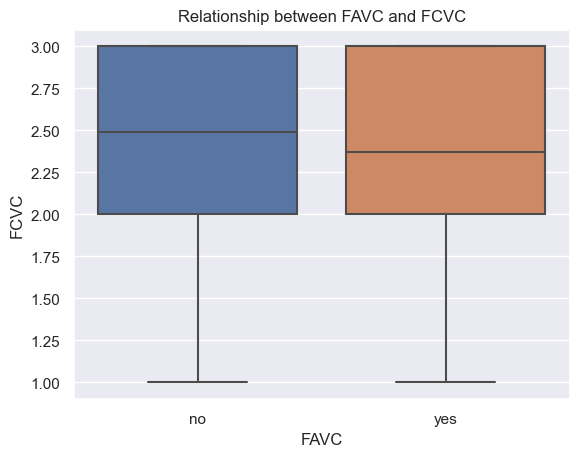 Relationship between FAVC and FCVC
3.00
2.75
2.50
2.25
2.00
1.75
1.50
1.25
1.00
FCVC
no
yes
FAVC